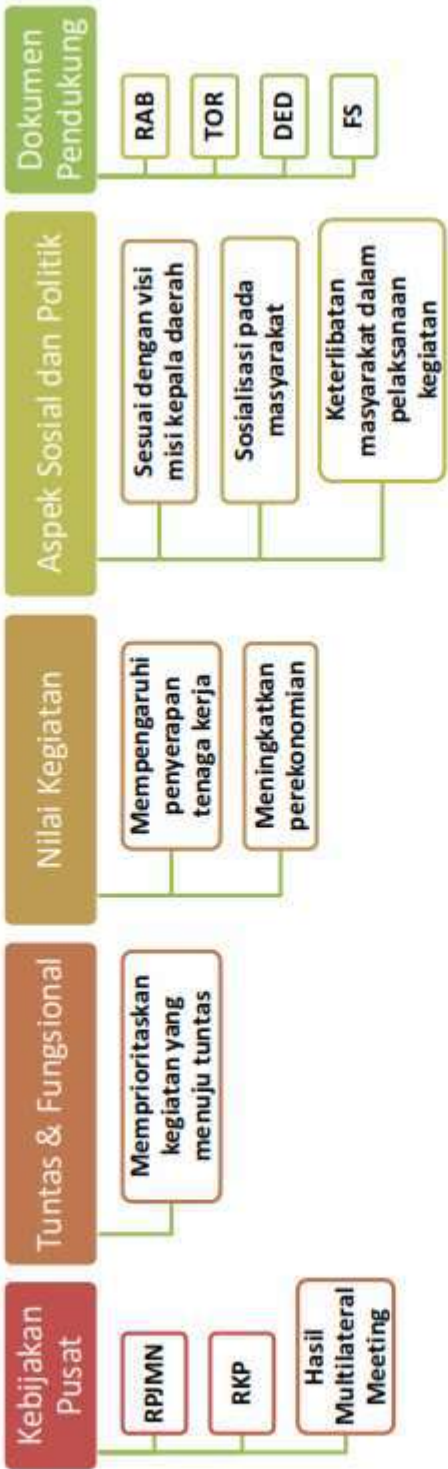 Kebijakan
Pusat
RPJMN
RKP
Hasil
Multilateral
Meeting
Tuntas & Fungsional
Memprioritaskan
kegiatan yang
menuju tuntas
Nilai Kegiatan
Mempengaruhi
penyerapan
tenaga kerja
Meningkatkan
perekonomian
Aspek Sosial dan Politik
Sesuai dengan visi
misi kepala daerah
Sosialisasi pada
masyarakat
Keterlibatan
masyarakat dalam
pelaksanaan
kegiatan
Dokumen
Pendukung
RAB
TOR
DED
FS